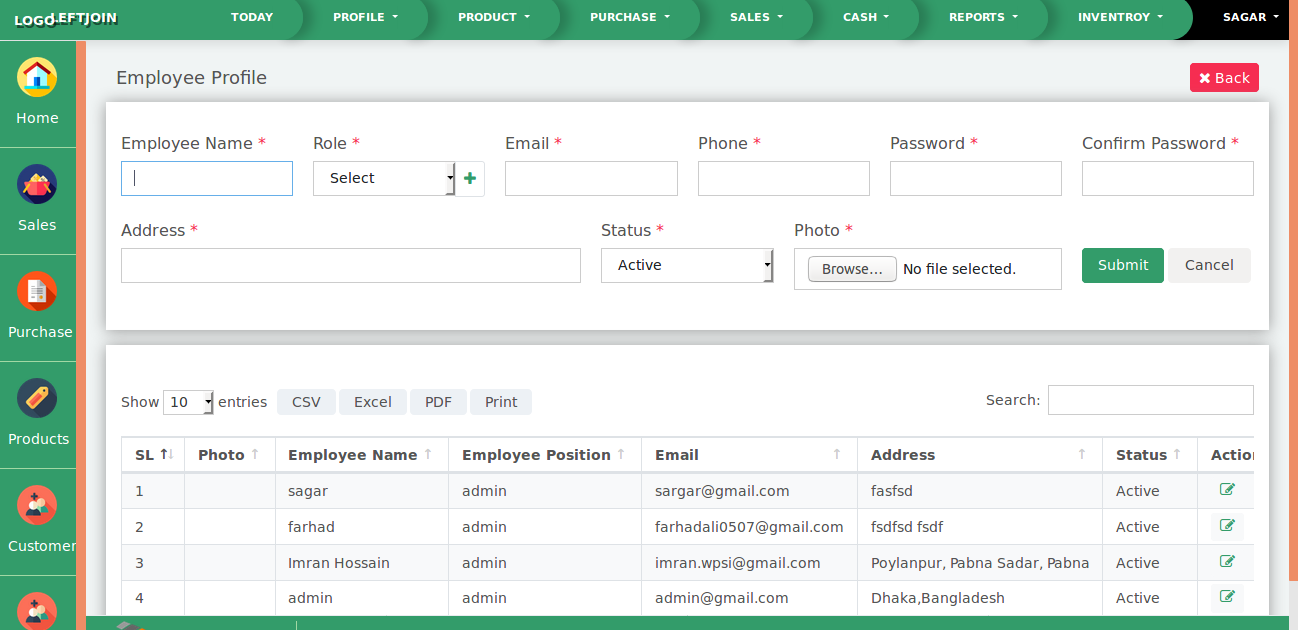 LOGO LEFTJOIN TODAY PROFILE PRODUCT PURCHASE SALES CASH REPORTS INVENTROY SAGAR
Home
Sales
Purchase
Products
Customer
Employee Profile
Back
Employee Name * Role * Email * Phone * Password * Confirm Password *
Select
Address * Status * Photo *
Active Browse... No file selected. Submit Cancel
Show 10 entries CSV Excel PDF Print Search:
SL Photo Employee Name Employee Position Email Address Status Action
1 sagar admin sargar@gmail.com fasfsd Active
2 farhad admin farhadali0507@gmail.com fsdfsd fsdf Active
3 Imran Hossain admin imran.wpsi@gmail.com Poylanpur, Pabna Sadar, Pabna Active
4 admin admin admin@gmail.com Dhaka,Bangladesh Active